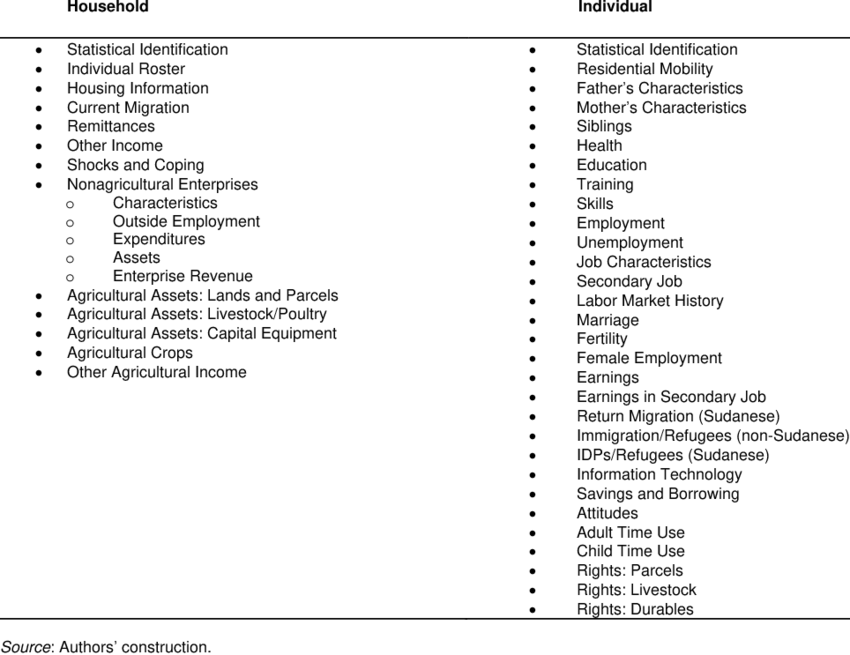 Household
• Statistical Identification
• Individual Roster
• Housing Information
• Current Migration
• Remittances
• Other Income
• Shocks and Coping
• Nonagricultural Enterprises
o Characteristics
o Outside Employment
o Expenditures
o Assets
o Enterprise Revenue
• Agricultural Assets: Lands and Parcels
• Agricultural Assets: Livestock/Poultry
• Agricultural Assets: Capital Equipment
• Agricultural Crops
• Other Agricultural Income
Individual
• Statistical Identification
• Residential Mobility
• Father's Characteristics
• Mother's Characteristics
• Siblings
• Health
• Education
• Training
• Skills
• Employment
• Unemployment
• Job Characteristics
• Secondary Job
• Labor Market History
• Marriage
• Fertility
• Female Employment
• Earnings
• Earnings in Secondary Job
• Return Migration (Sudanese)
• Immigration/Refugees (non-Sudanese)
• IDPs/Refugees (Sudanese)
• Information Technology
• Savings and Borrowing
• Attitudes
• Adult Time Use
• Child Time Use
• Rights: Parcels
• Rights: Livestock
• Rights: Durables
Source: Authors' construction.